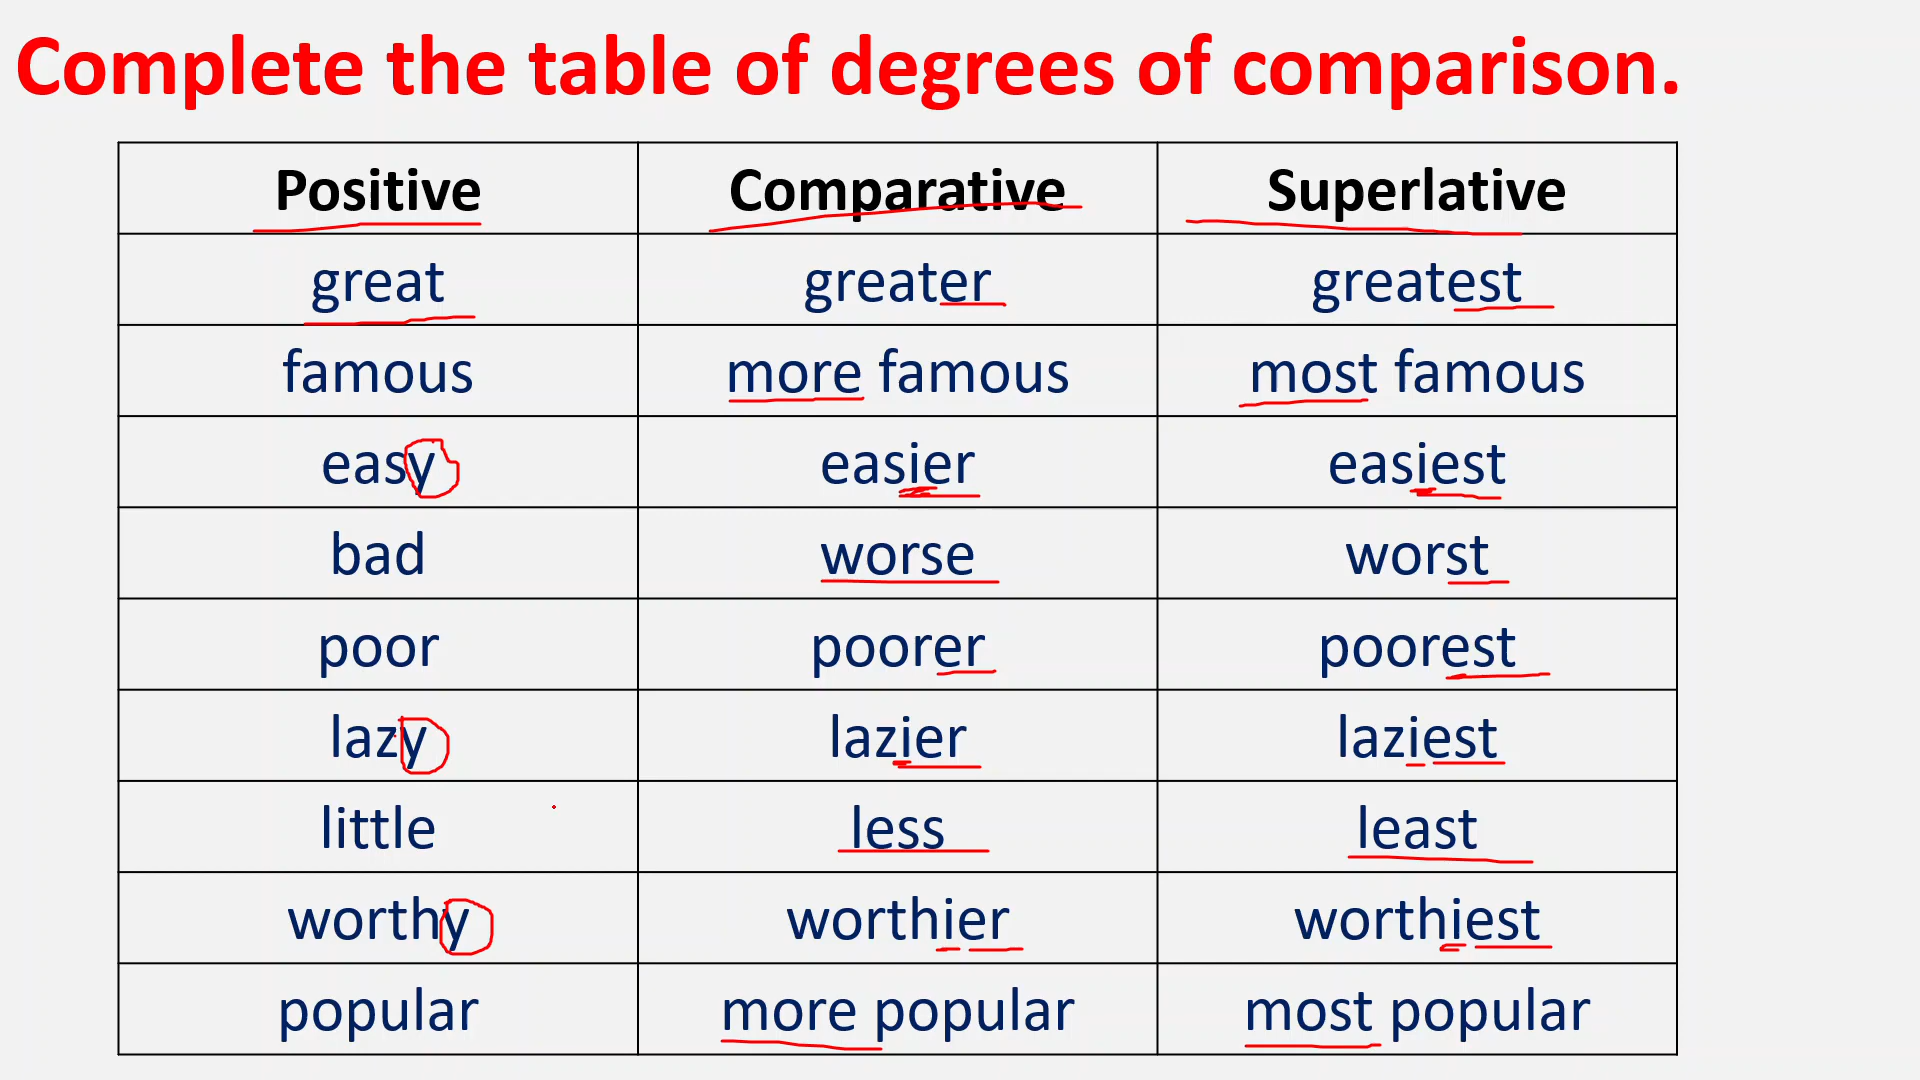 Complete the table of degrees of comparison.
Positive Comparative Superlative
great greater greatest
famous more famous most famous
easy easier easiest
bad worse worst
poor poorer poorest
lazy lazier laziest
little less least
worthy worthier worthiest
popular more popular most popular